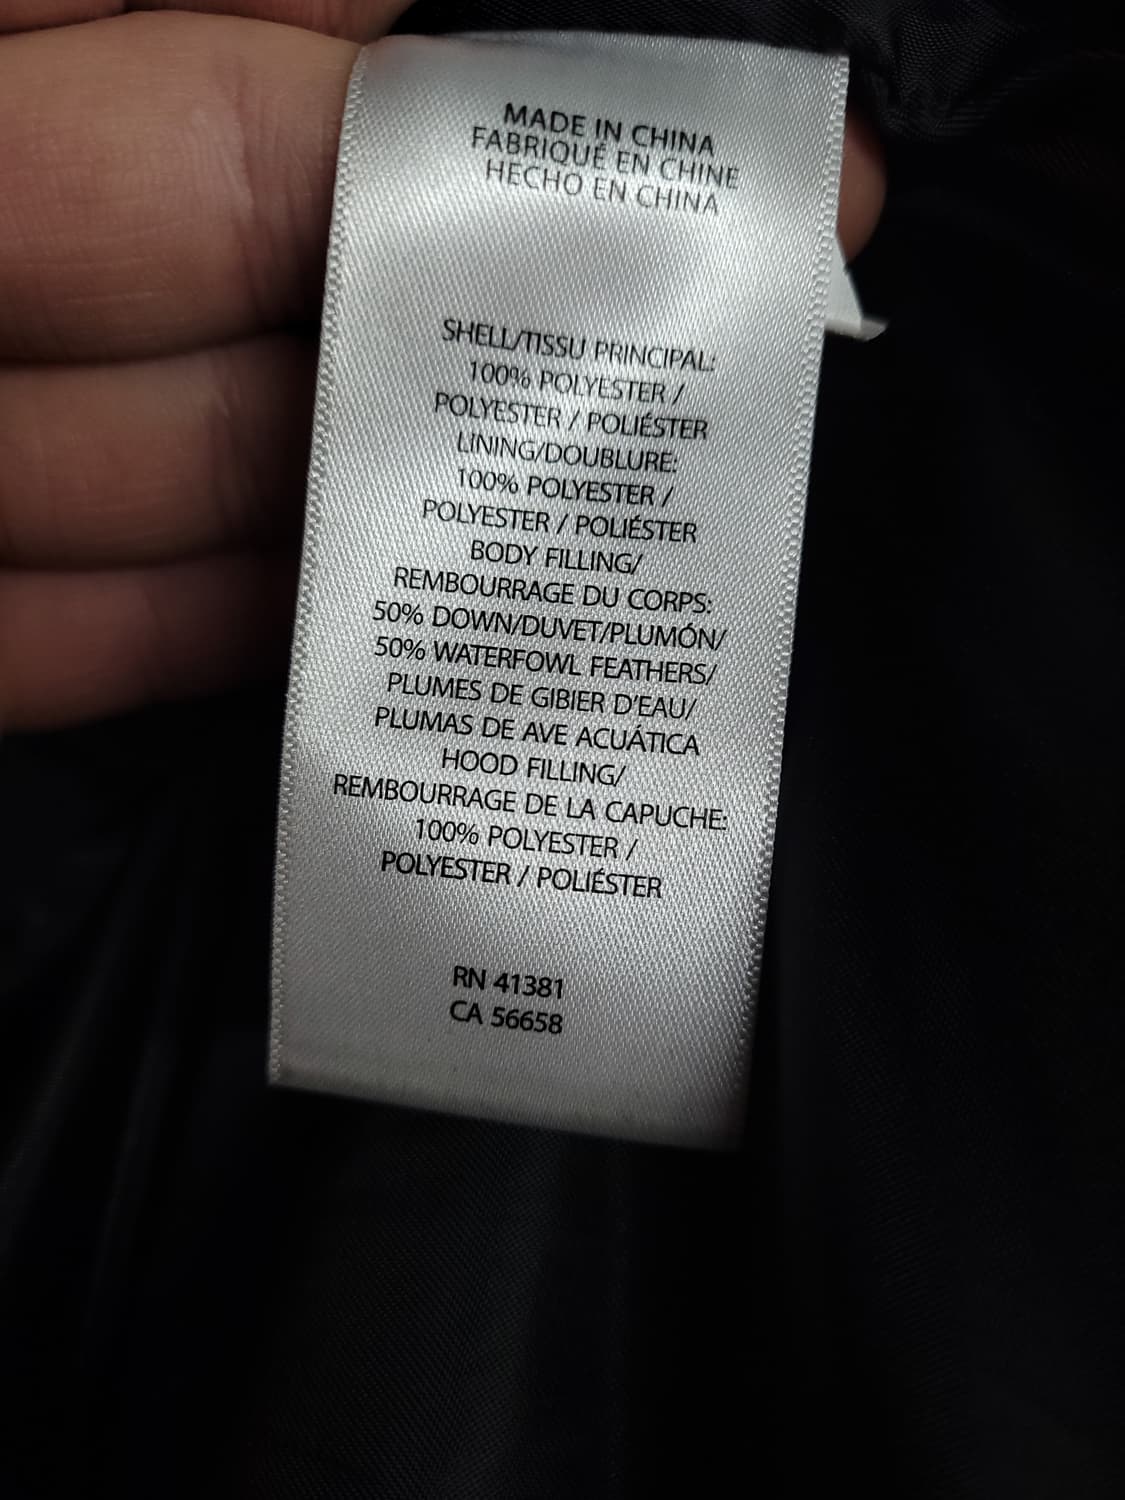 MADE IN CHINA
FABRIQUÉ EN CHINE
HECHO EN CHINA
SHELL/TISSU PRINCIPAL:
100% POLYESTER /
POLYESTER / POLIÉSTER
LINING/DOUBLURE:
100% POLYESTER /
POLYESTER / POLIÉSTER
BODY FILLING/
REMBOURRAGE DU CORPS:
50% DOWN/DUVET/PLUMÓN/
50% WATERFOWL FEATHERS/
PLUMES DE GIBIER D'EAU/
PLUMAS DE AVE ACUÁTICA
HOOD FILLING/
REMBOURRAGE DE LA CAPUCHE:
100% POLYESTER /
POLYESTER / POLIÉSTER
RN 41381
CA 56658